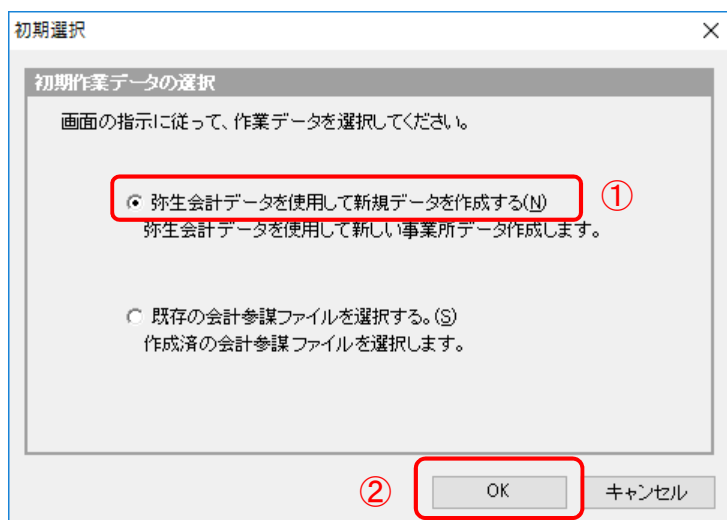 初期選択
初期作業データの選択
画面の指示に従って、作業データを選択してください。
弥生会計データを使用して新規データを作成する(N)
①
弥生会計データを使用して新しい事業所データ作成します。
既存の会計参謀ファイルを選択する。(S)
作成済の会計参謀ファイルを選択します。
②
OK
キャンセル